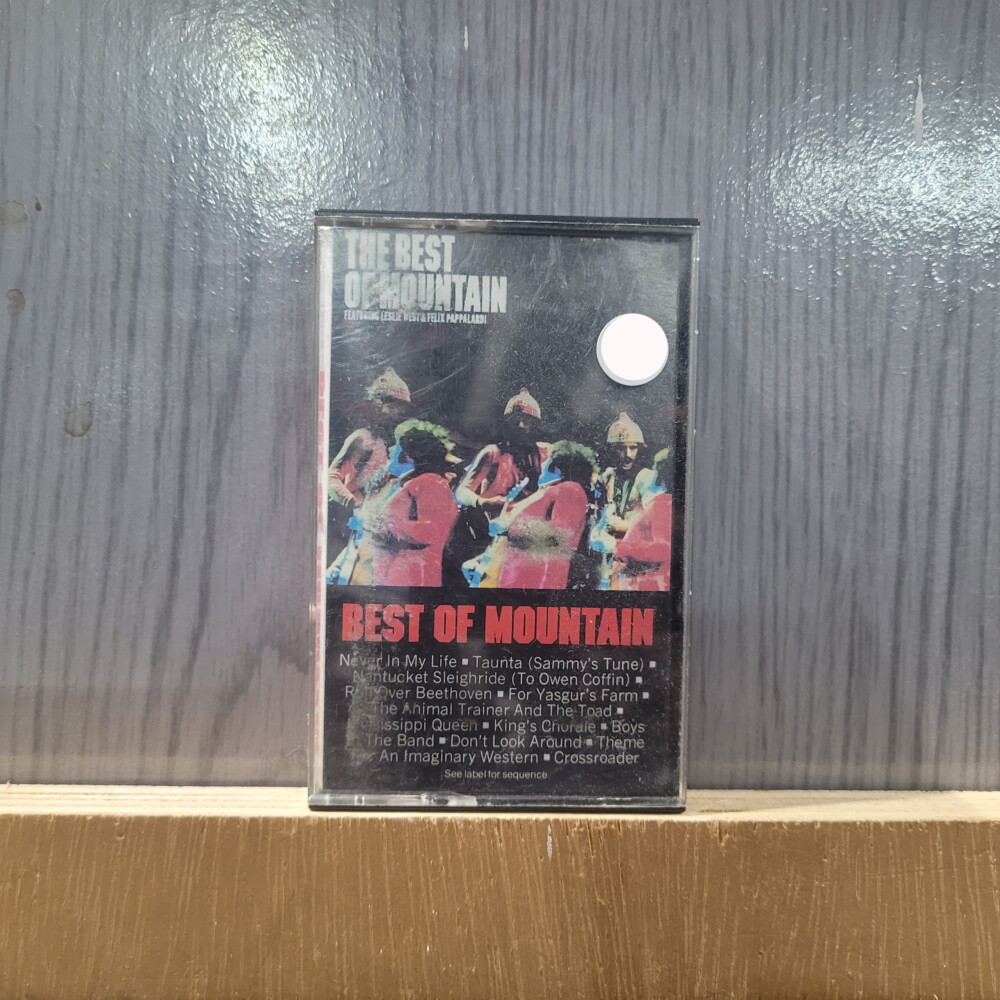 THE BEST
OF MOUNTAIN
FEATURING LESLIE WEST & FELIX PAPPALARDI
BEST OF MOUNTAIN
Never In My Life ▪ Taunta (Sammy's Tune) ▪
Nantucket Sleighride (To Owen Coffin) ▪
Roll Over Beethoven ▪ For Yasgur's Farm ▪
The Animal Trainer And The Toad ▪
issippi Queen ▪ King's Chorale ▪ Boys
The Band ▪ Don't Look Around ▪ Theme
An Imaginary Western ▪ Crossroader
See label for sequence